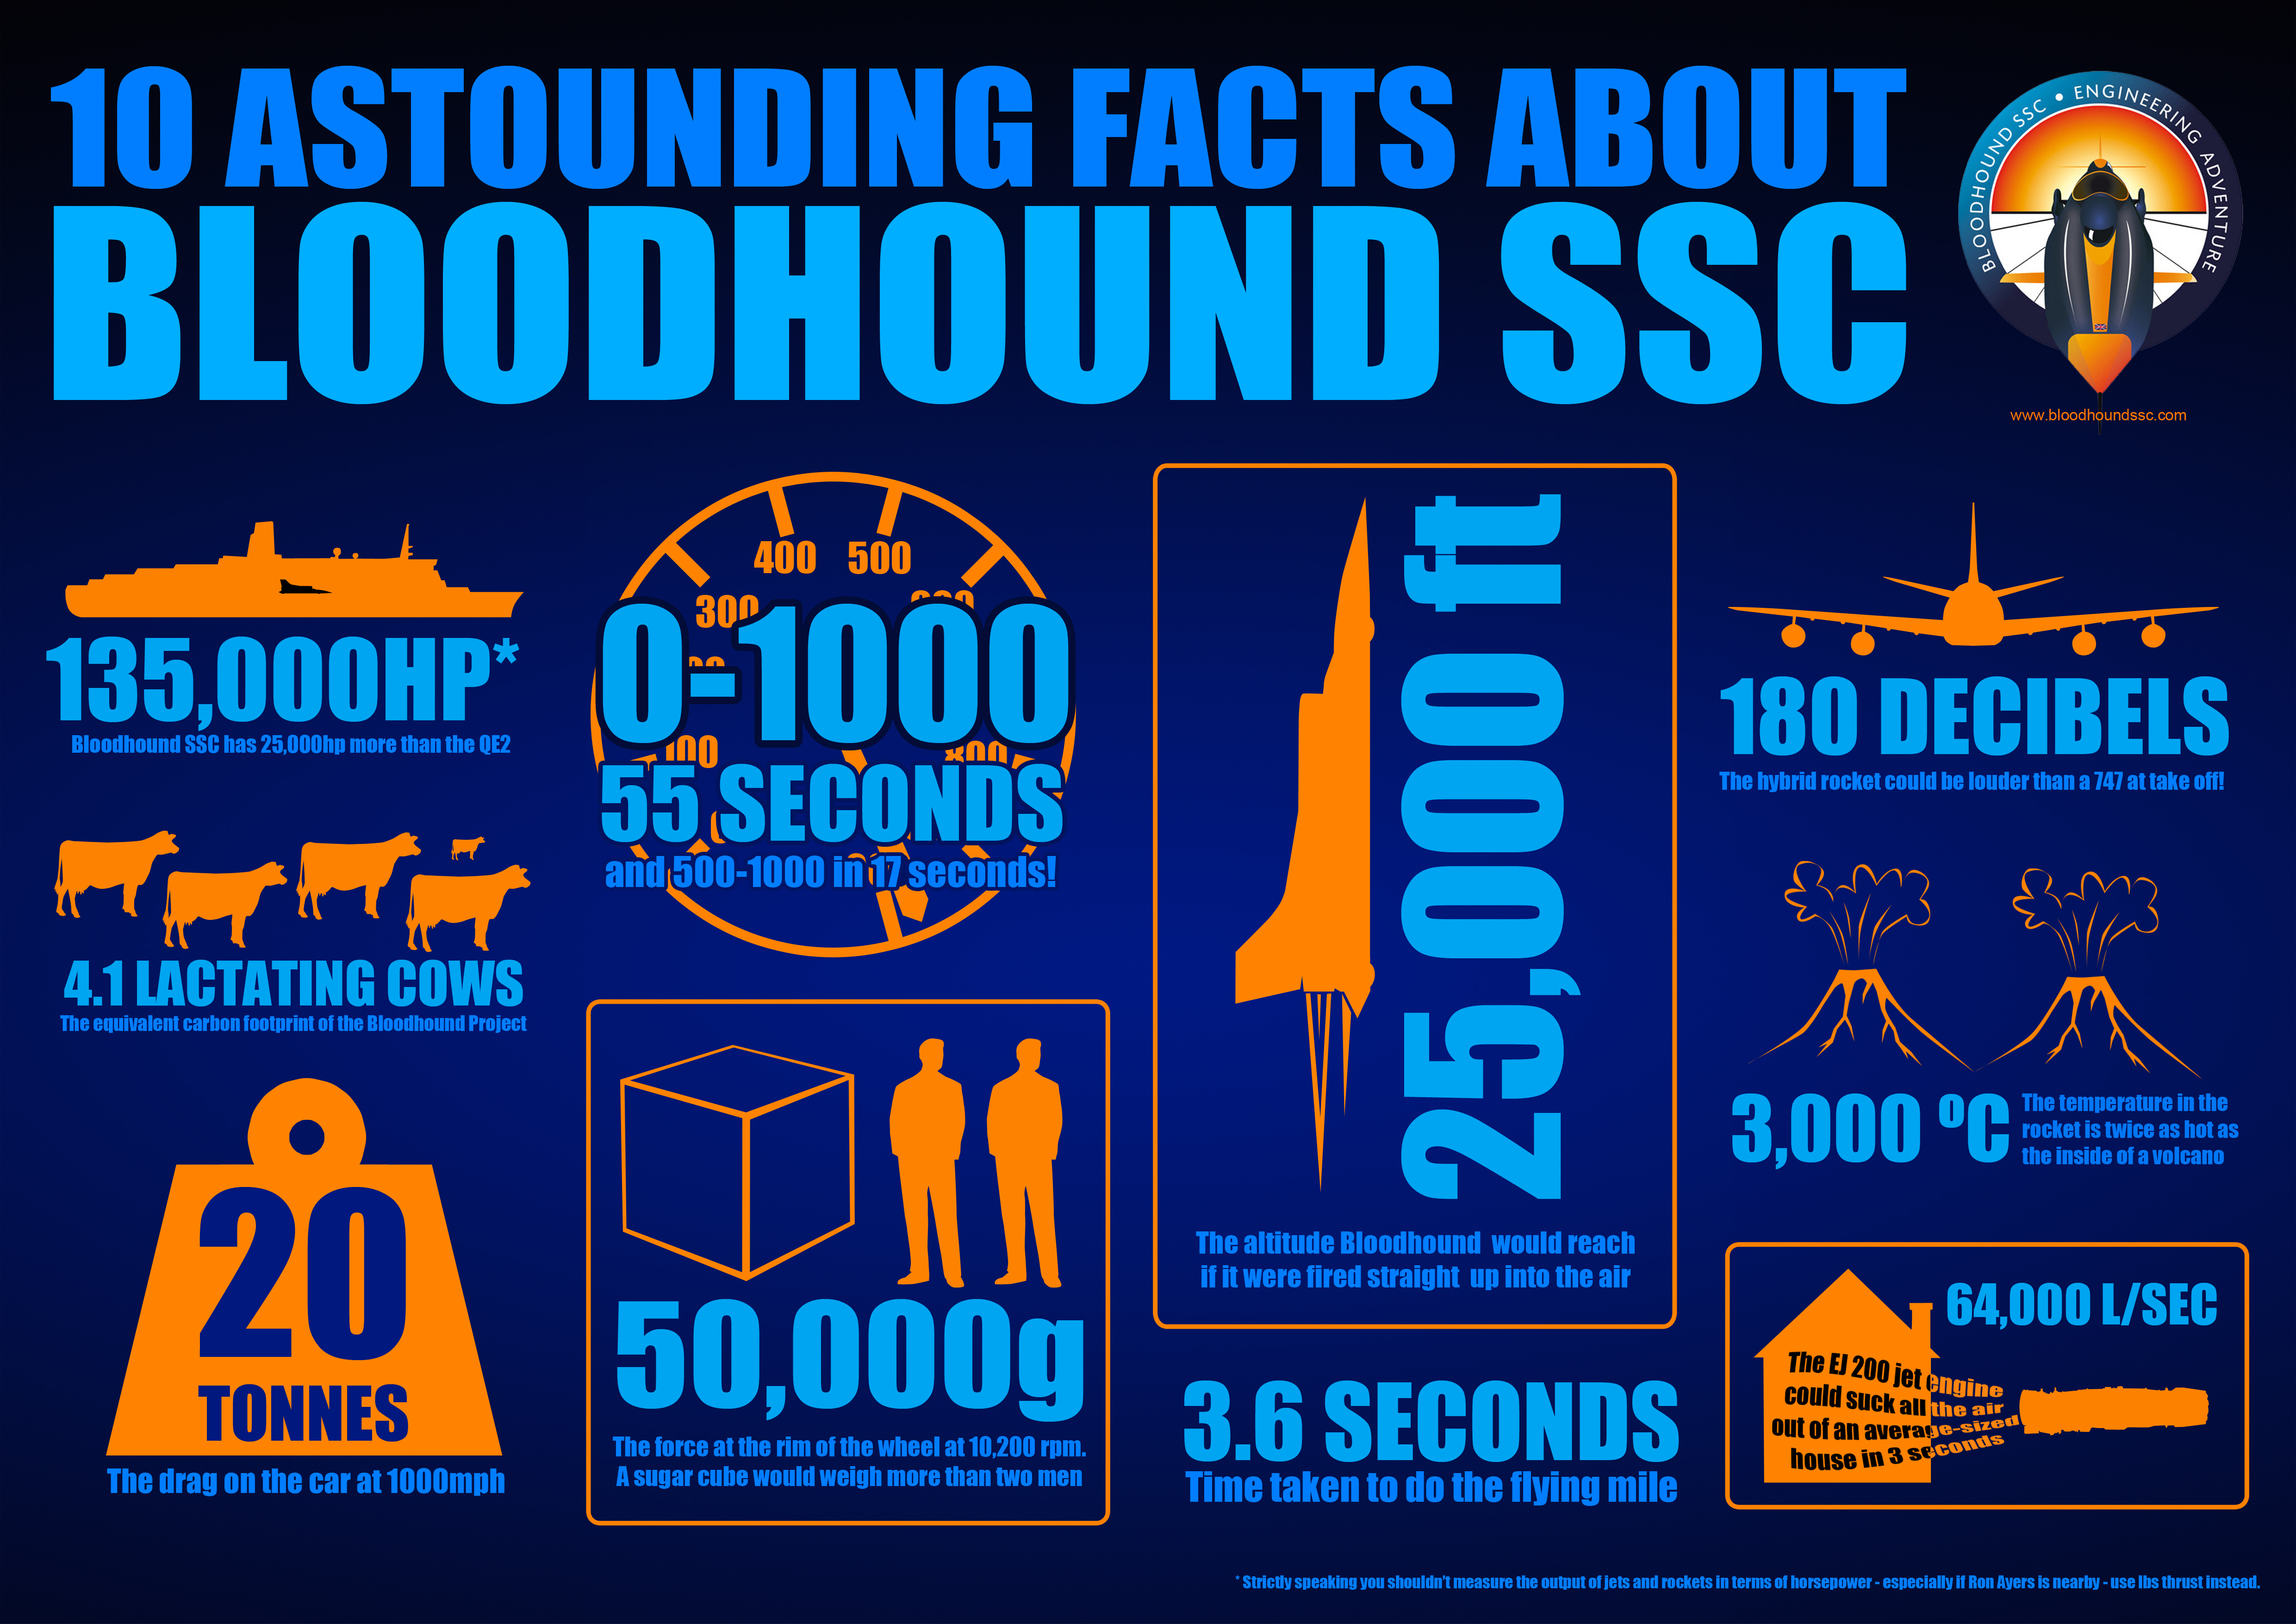 10 ASTOUNDING FACTS ABOUT
BLOODHOUND SSC
BLOODHOUND SSC • ENGINEERING ADVENTURE
www.bloodhoundssc.com
135,000HP*
Bloodhound SSC has 25,000hp more than the QE2
4.1 LACTATING COWS
The equivalent carbon footprint of the Bloodhound Project
20
TONNES
The drag on the car at 1000mph
400 500
300
0-1000
100 800
55 SECONDS
and 500-1000 in 17 seconds!
50,000g
The force at the rim of the wheel at 10,200 rpm.
A sugar cube would weigh more than two men
25,000 ft
The altitude Bloodhound would reach
if it were fired straight up into the air
3.6 SECONDS
Time taken to do the flying mile
180 DECIBELS
The hybrid rocket could be louder than a 747 at take off!
3,000 ºC
The temperature in the
rocket is twice as hot as
the inside of a volcano
64,000 L/SEC
The EJ 200 jet engine
could suck all the air
out of an average-sized
house in 3 seconds
* Strictly speaking you shouldn't measure the output of jets and rockets in terms of horsepower - especially if Ron Ayers is nearby - use lbs thrust instead.